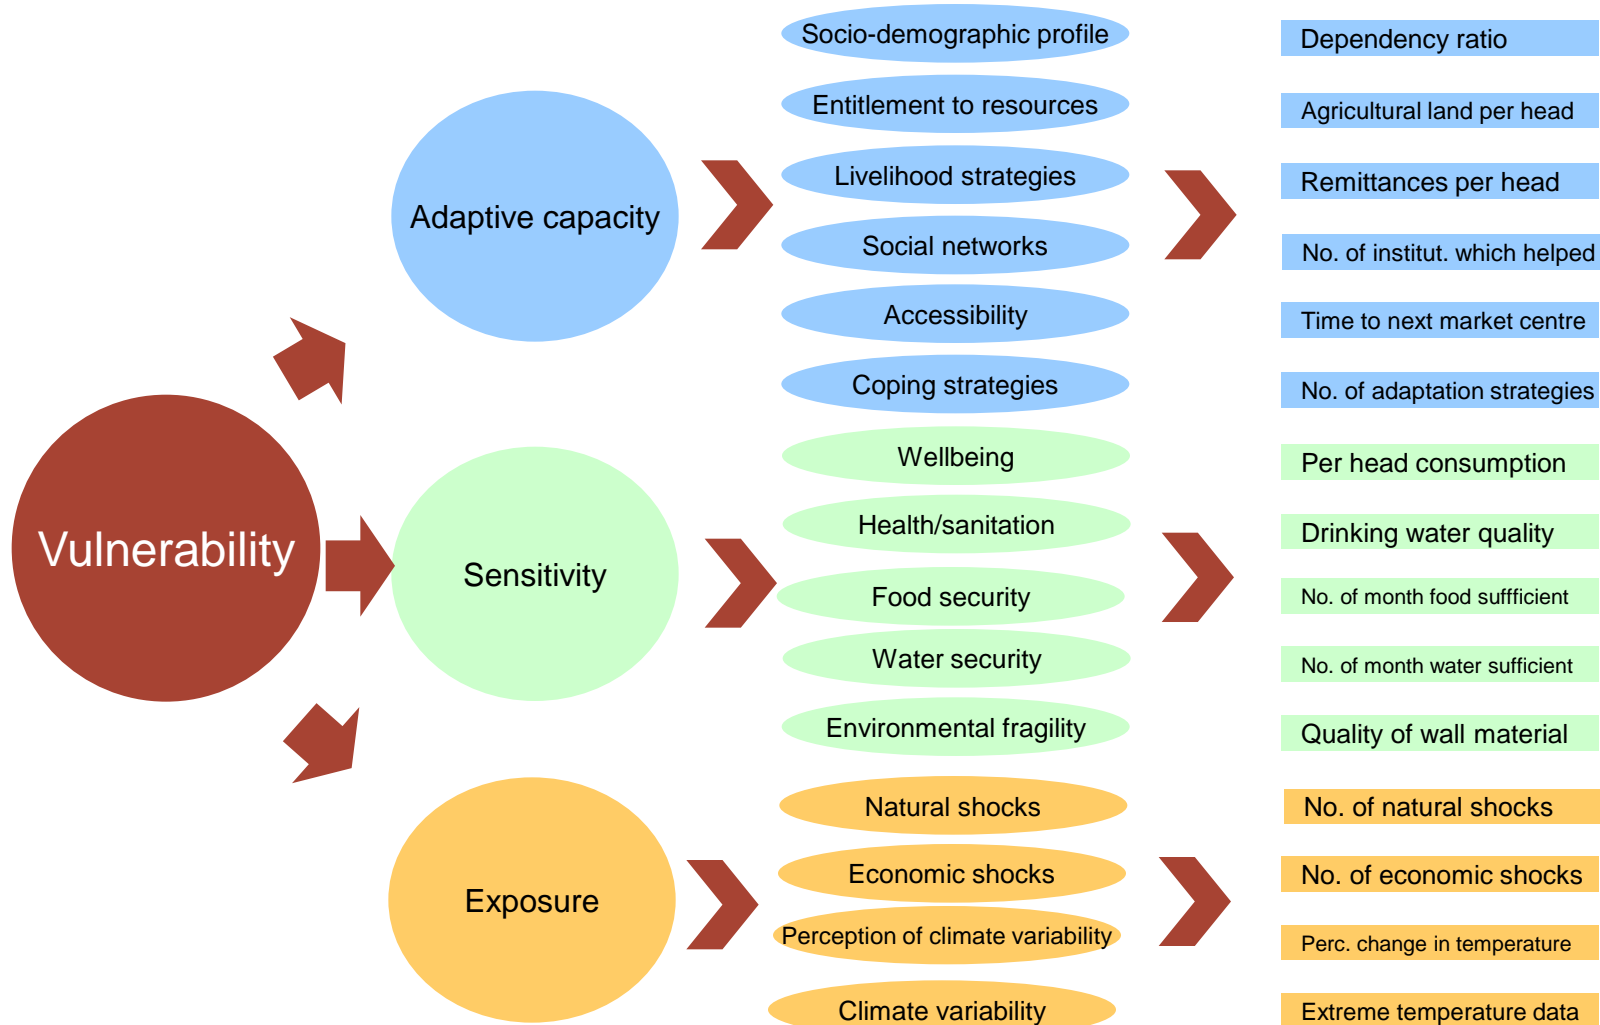 Socio-demographic profile
Dependency ratio
Entitlement to resources
Agricultural land per head
Livelihood strategies
Remittances per head
Adaptive capacity
Social networks
No. of institut. which helped
Accessibility
Time to next market centre
Coping strategies
No. of adaptation strategies
Wellbeing
Per head consumption
Health/sanitation
Drinking water quality
Vulnerability
Sensitivity
Food security
No. of month food suffficient
Water security
No. of month water sufficient
Environmental fragility
Quality of wall material
Natural shocks
No. of natural shocks
Economic shocks
No. of economic shocks
Exposure
Perception of climate variability
Perc. change in temperature
Climate variability
Extreme temperature data